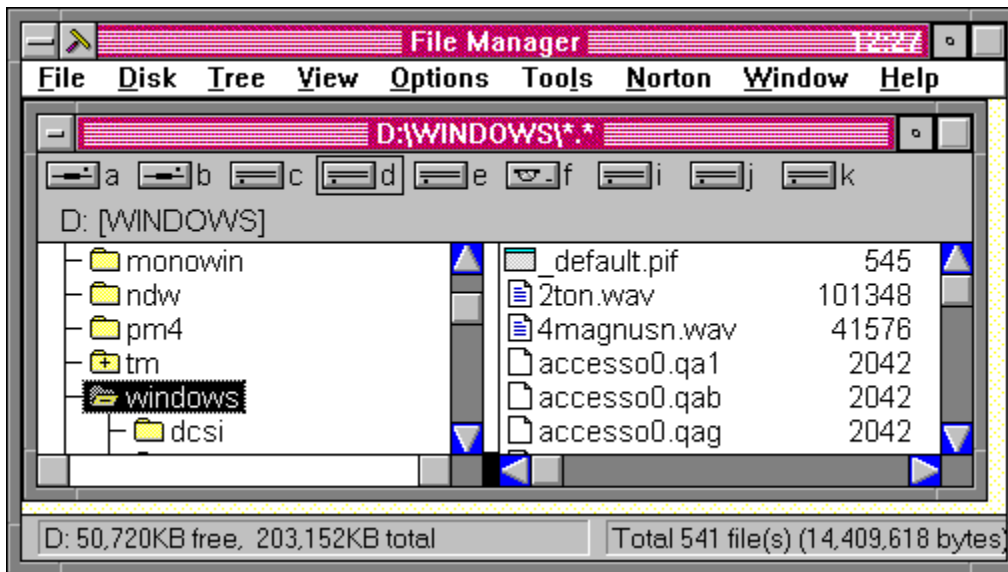 File Manager 12:27
File Disk Tree View Options Tools Norton Window Help
D:\WINDOWS\*.*
a b c d e f i j k
D: [WINDOWS]
monowin
ndw
pm4
tm
windows
dcsi
_default.pif 545
2ton.wav 101348
4magnusn.wav 41576
accesso0.qa1 2042
accesso0.qab 2042
accesso0.qag 2042
D: 50,720KB free, 203,152KB total
Total 541 file(s) (14,409,618 bytes)